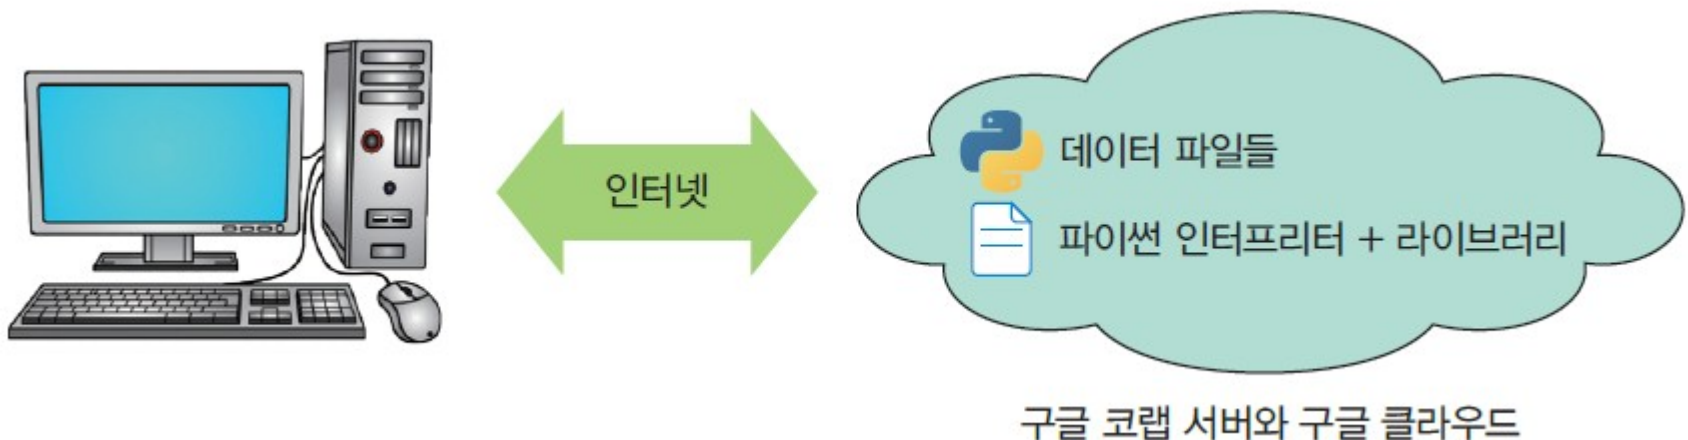 인터넷
데이터 파일들
파이썬 인터프리터 + 라이브러리
구글 코랩 서버와 구글 클라우드